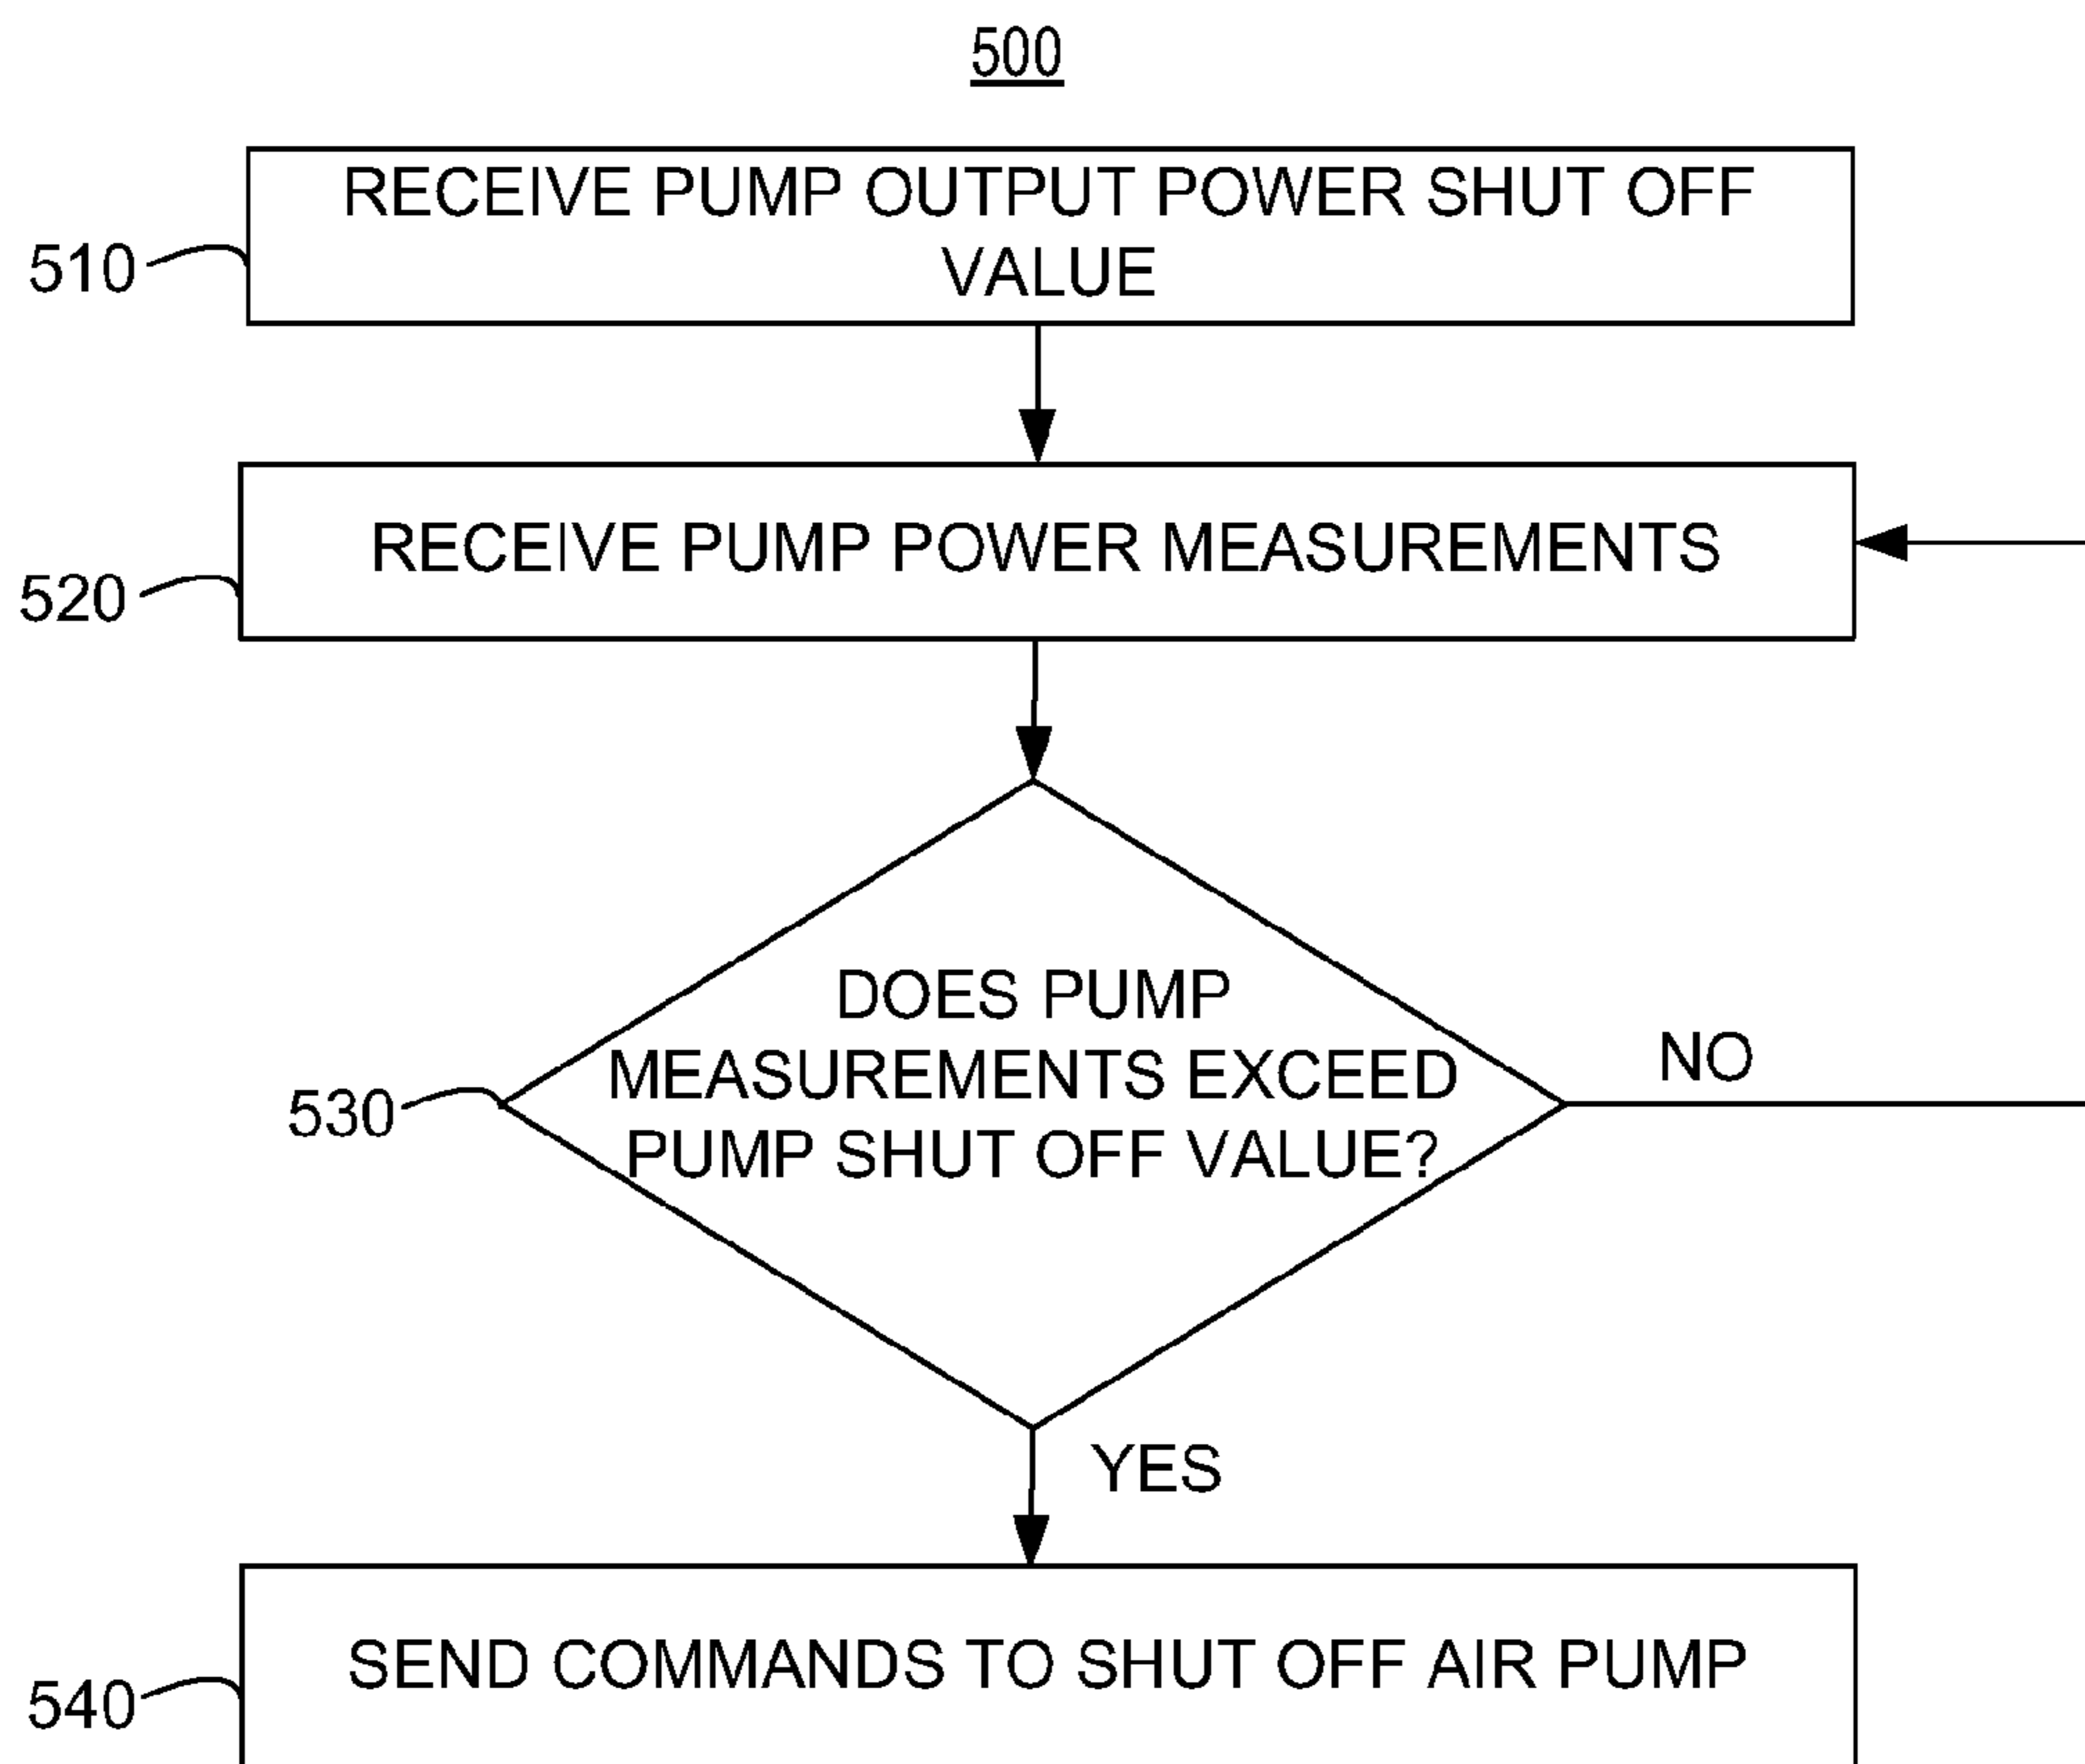 500
RECEIVE PUMP OUTPUT POWER SHUT OFF
VALUE
510
RECEIVE PUMP POWER MEASUREMENTS
520
DOES PUMP
MEASUREMENTS EXCEED
PUMP SHUT OFF VALUE?
530
NO
YES
SEND COMMANDS TO SHUT OFF AIR PUMP
540